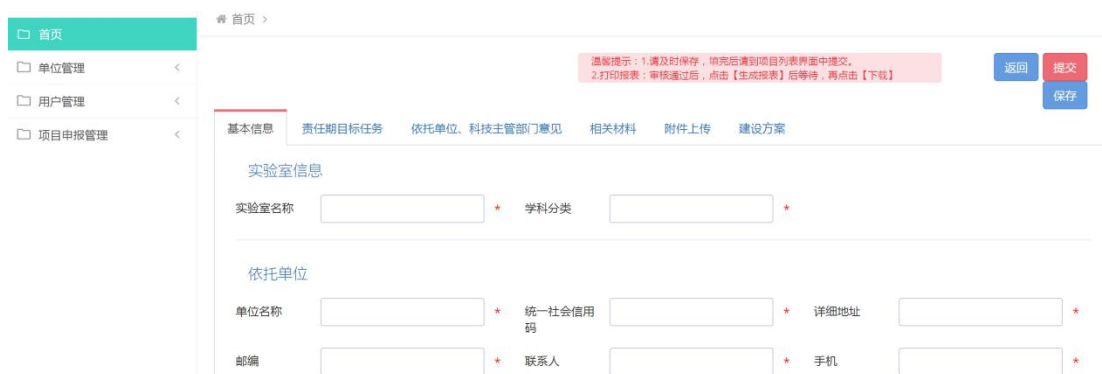 首页 >
首页
单位管理
用户管理
项目申报管理
温馨提示：1.请及时保存，填完后请到项目列表界面中提交。
2.打印报表：审核通过后，点击【生成报表】后等待，再点击【下载】
返回 提交
保存
基本信息 责任期目标任务 依托单位、科技主管部门意见 相关材料 附件上传 建设方案
实验室信息
实验室名称 * 学科分类 *
依托单位
单位名称 * 统一社会信用码 * 详细地址 *
邮编 * 联系人 * 手机 *